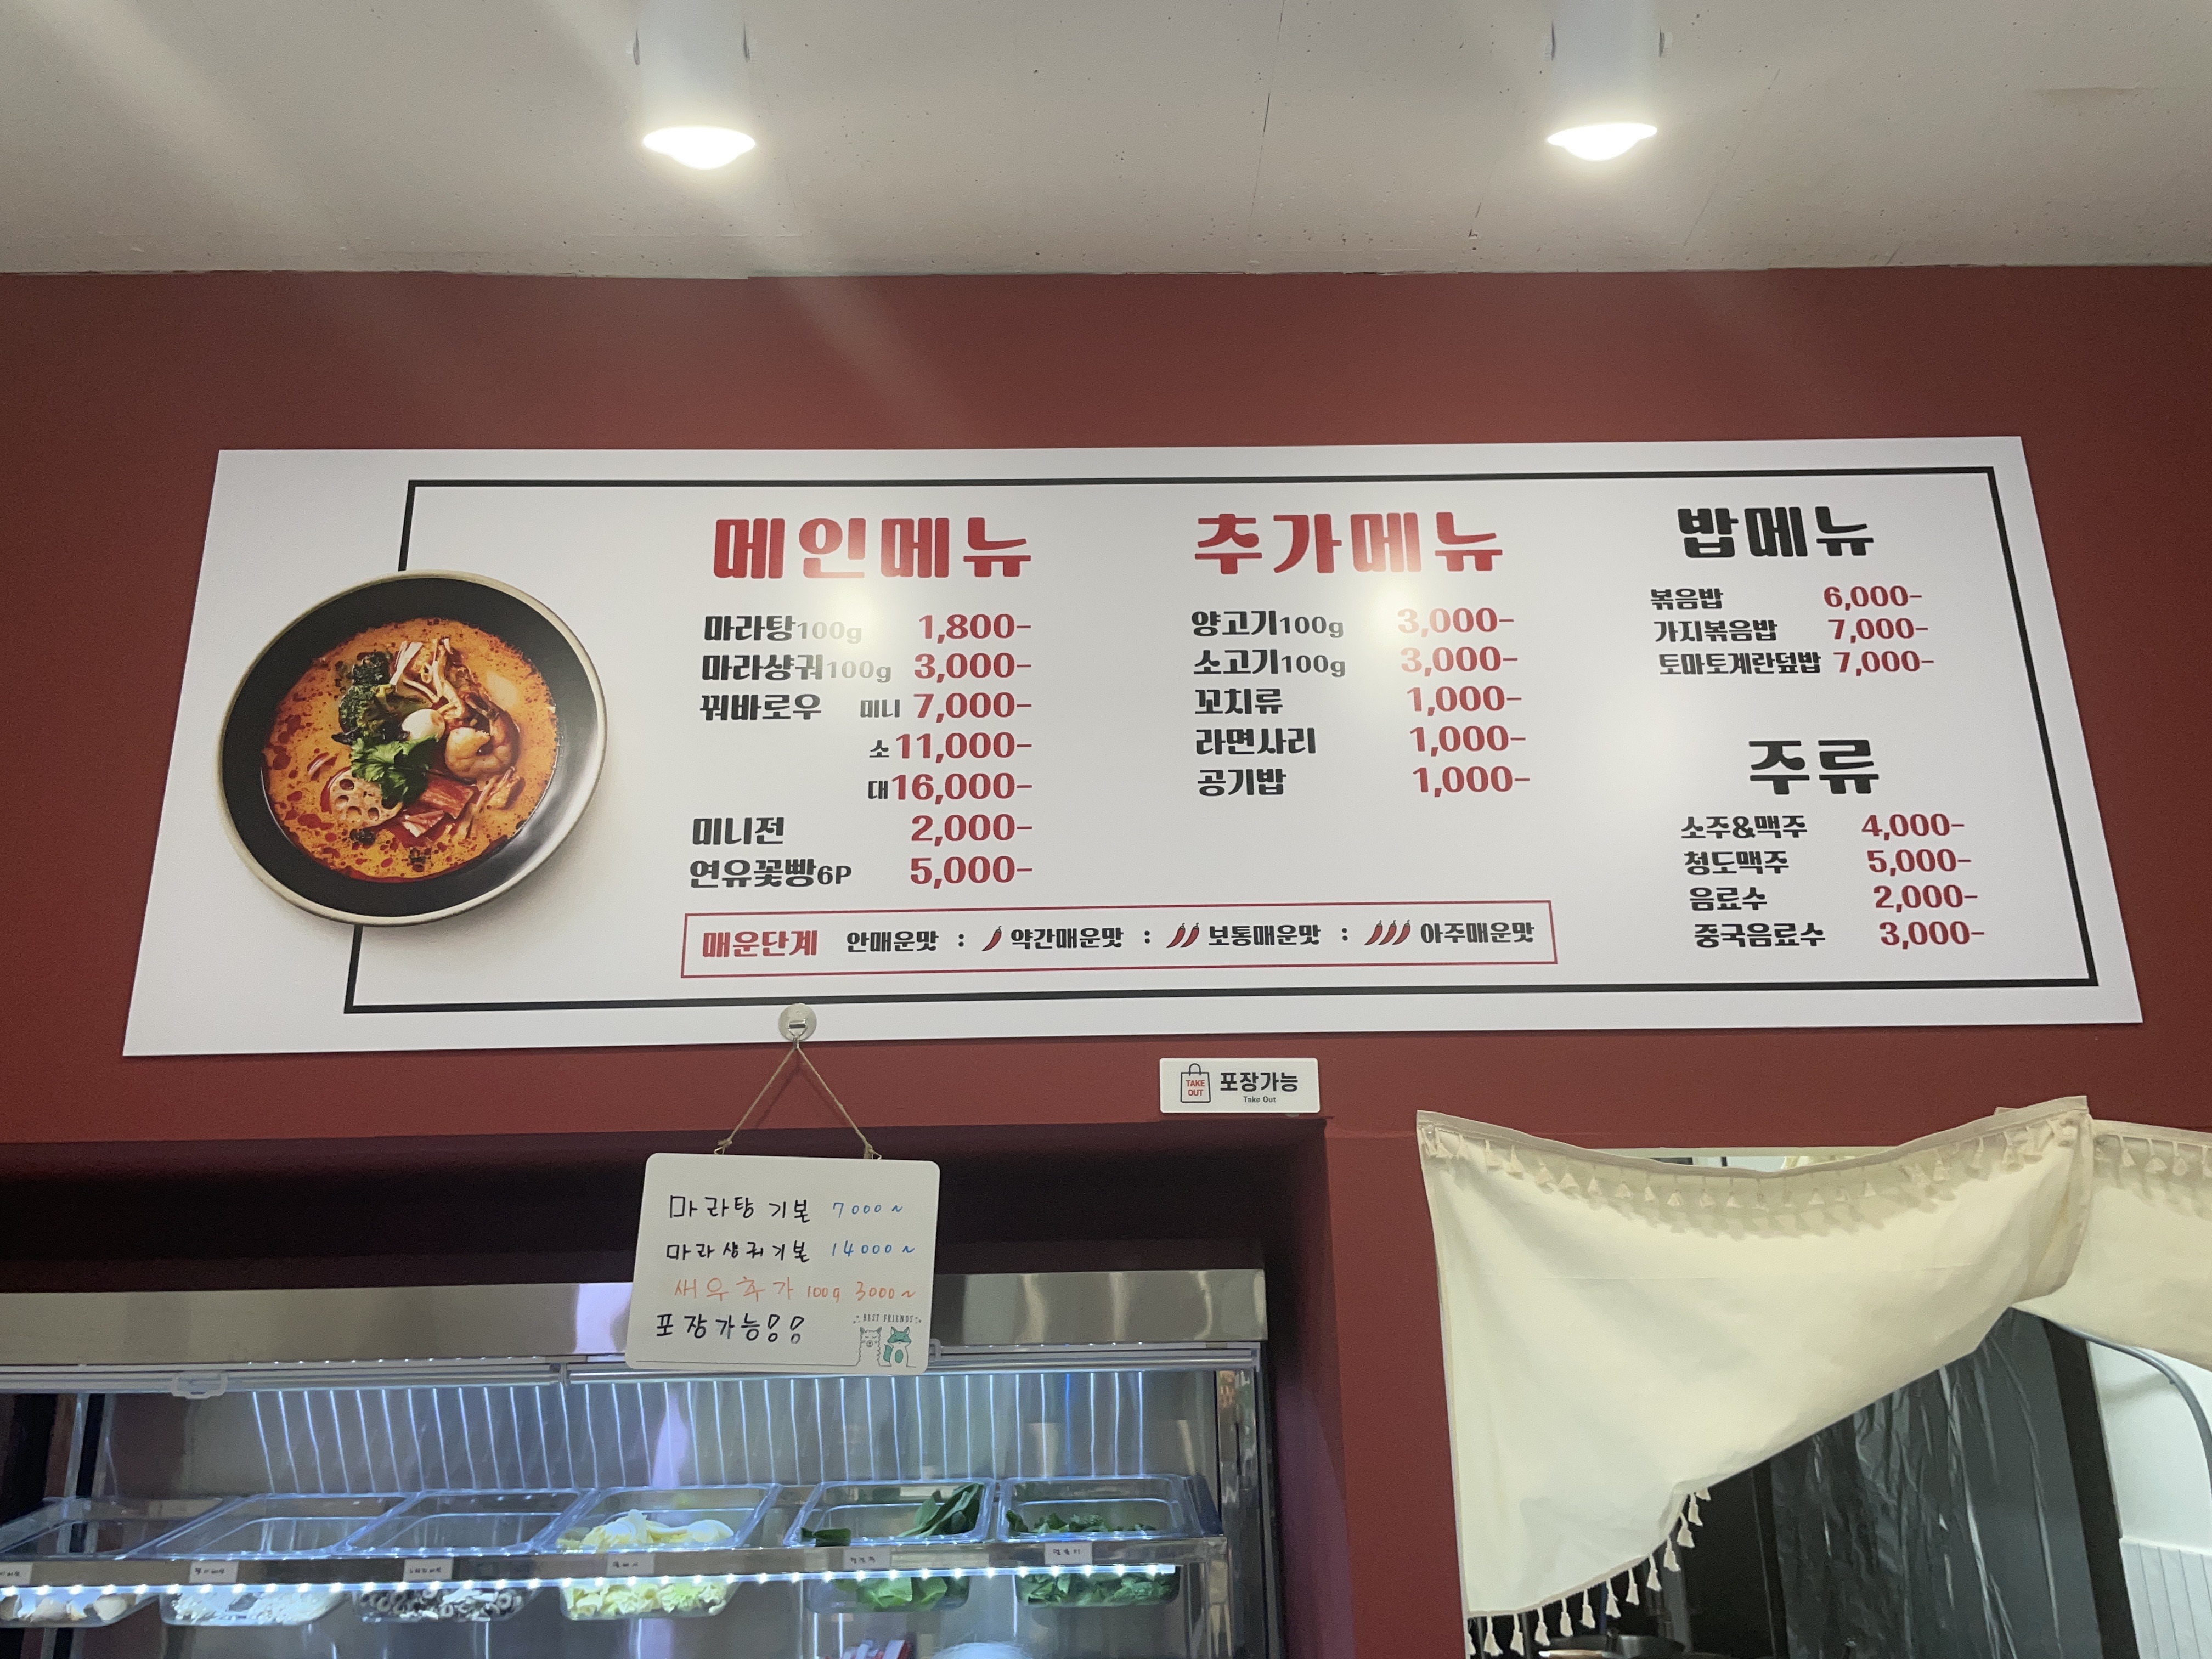 메인메뉴
마라탕100g 1,800-
마라샹궈100g 3,000-
꿔바로우 미니 7,000-
소 11,000-
대 16,000-
미니전 2,000-
연유꽃빵6P 5,000-
추가메뉴
양고기100g 3,000-
소고기100g 3,000-
꼬치류 1,000-
라면사리 1,000-
공기밥 1,000-
밥메뉴
볶음밥 6,000-
가지볶음밥 7,000-
토마토계란덮밥 7,000-
주류
소주&맥주 4,000-
청도맥주 5,000-
음료수 2,000-
중국음료수 3,000-
매운단계 안매운맛 : 약간매운맛 : 보통매운맛 : 아주매운맛
TAKE
OUT
포장가능
Take Out
마라탕 기본 7000~
마라샹궈기본 14000~
새우추가 100g 3000~
포장가능!!
BEST FRIENDS